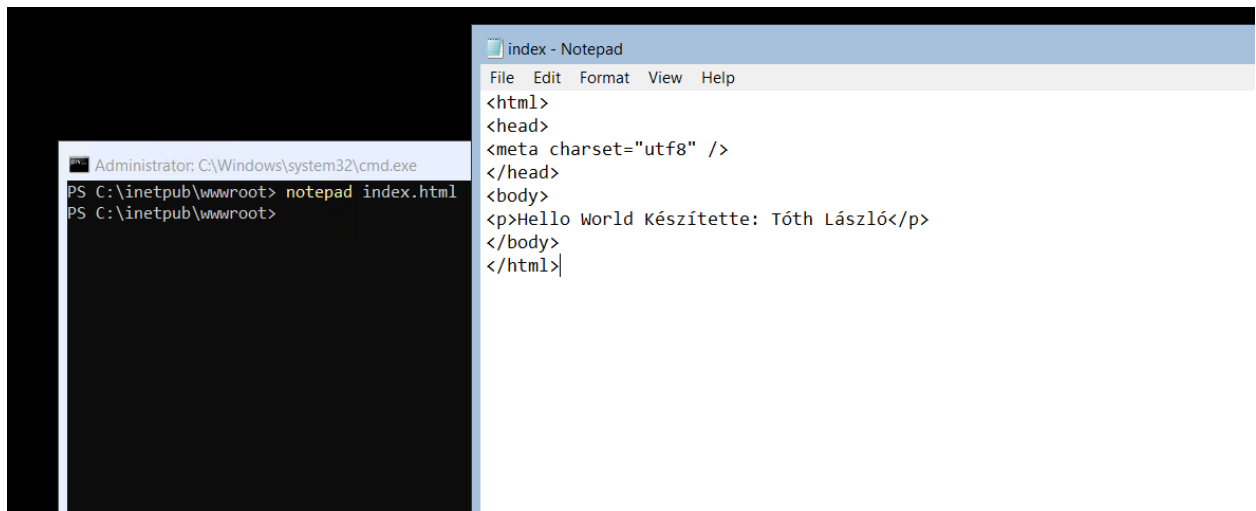 index - Notepad
File Edit Format View Help
<html>
<head>
<meta charset="utf8" />
</head>
<body>
<p>Hello World Készítette: Tóth László</p>
</body>
</html>
Administrator: C:\Windows\system32\cmd.exe
PS C:\inetpub\wwwroot> notepad index.html
PS C:\inetpub\wwwroot>